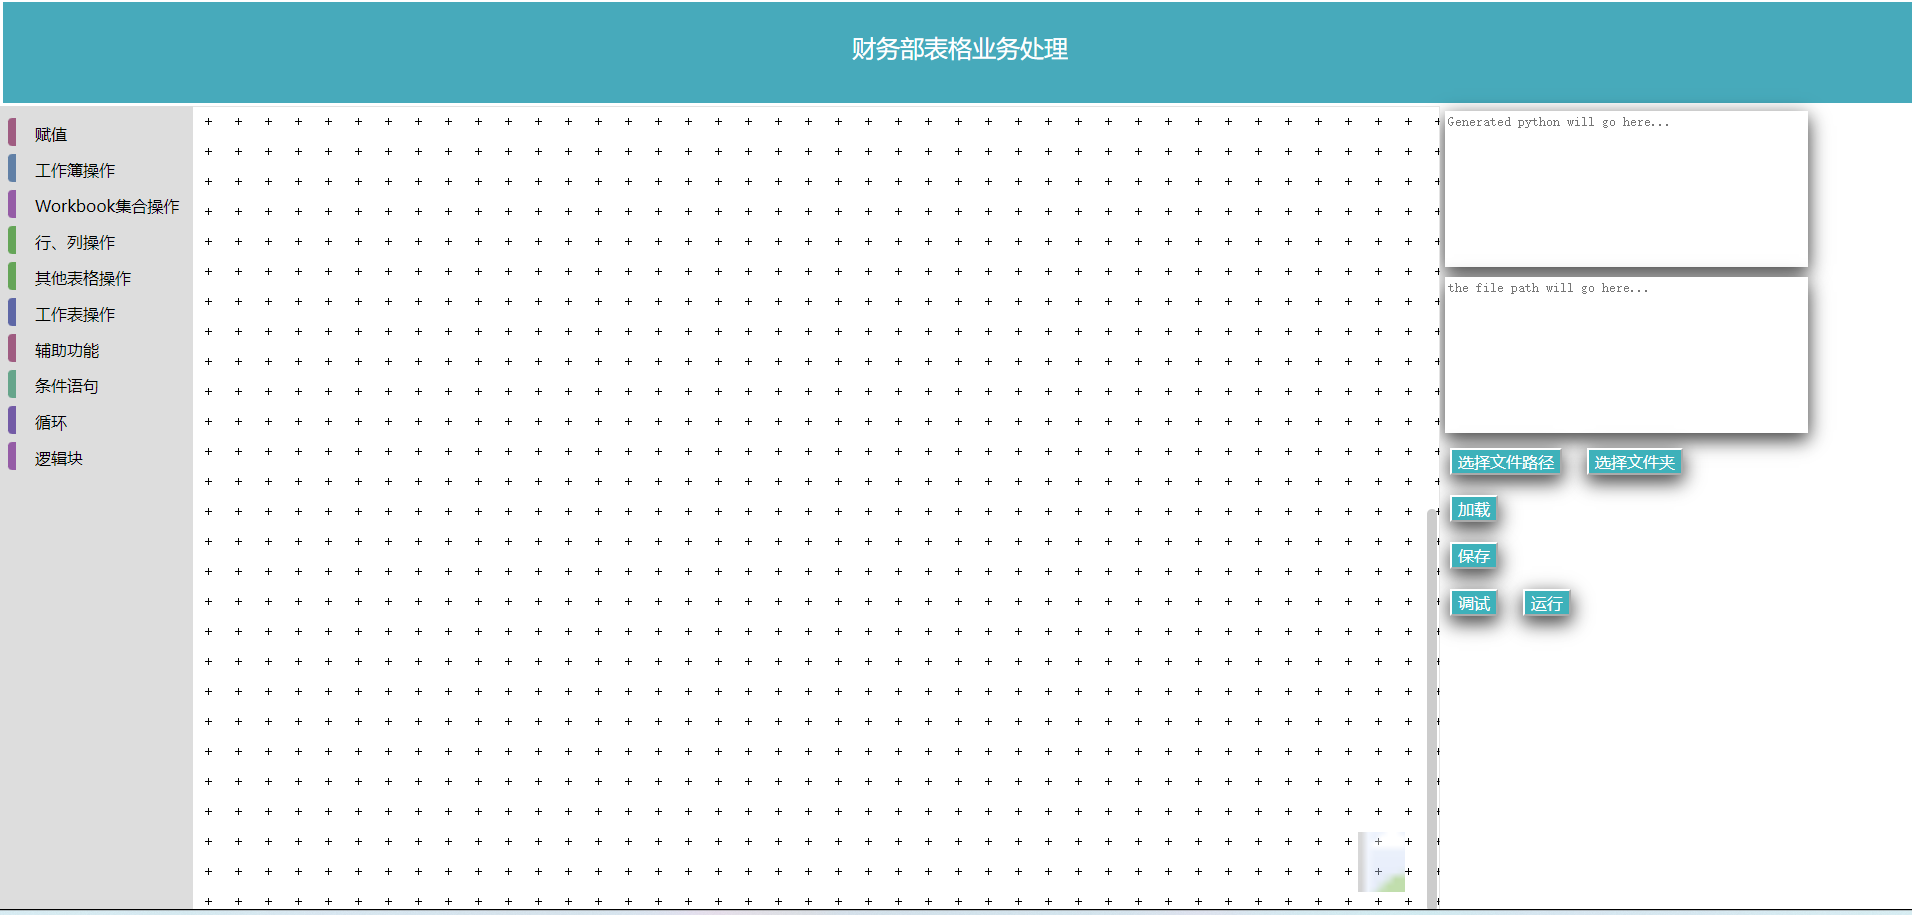 财务部表格业务处理
赋值
工作簿操作
Workbook集合操作
行、列操作
其他表格操作
工作表操作
辅助功能
条件语句
循环
逻辑块
Generated python will go here...
the file path will go here...
选择文件路径 选择文件夹
加载
保存
调试 运行